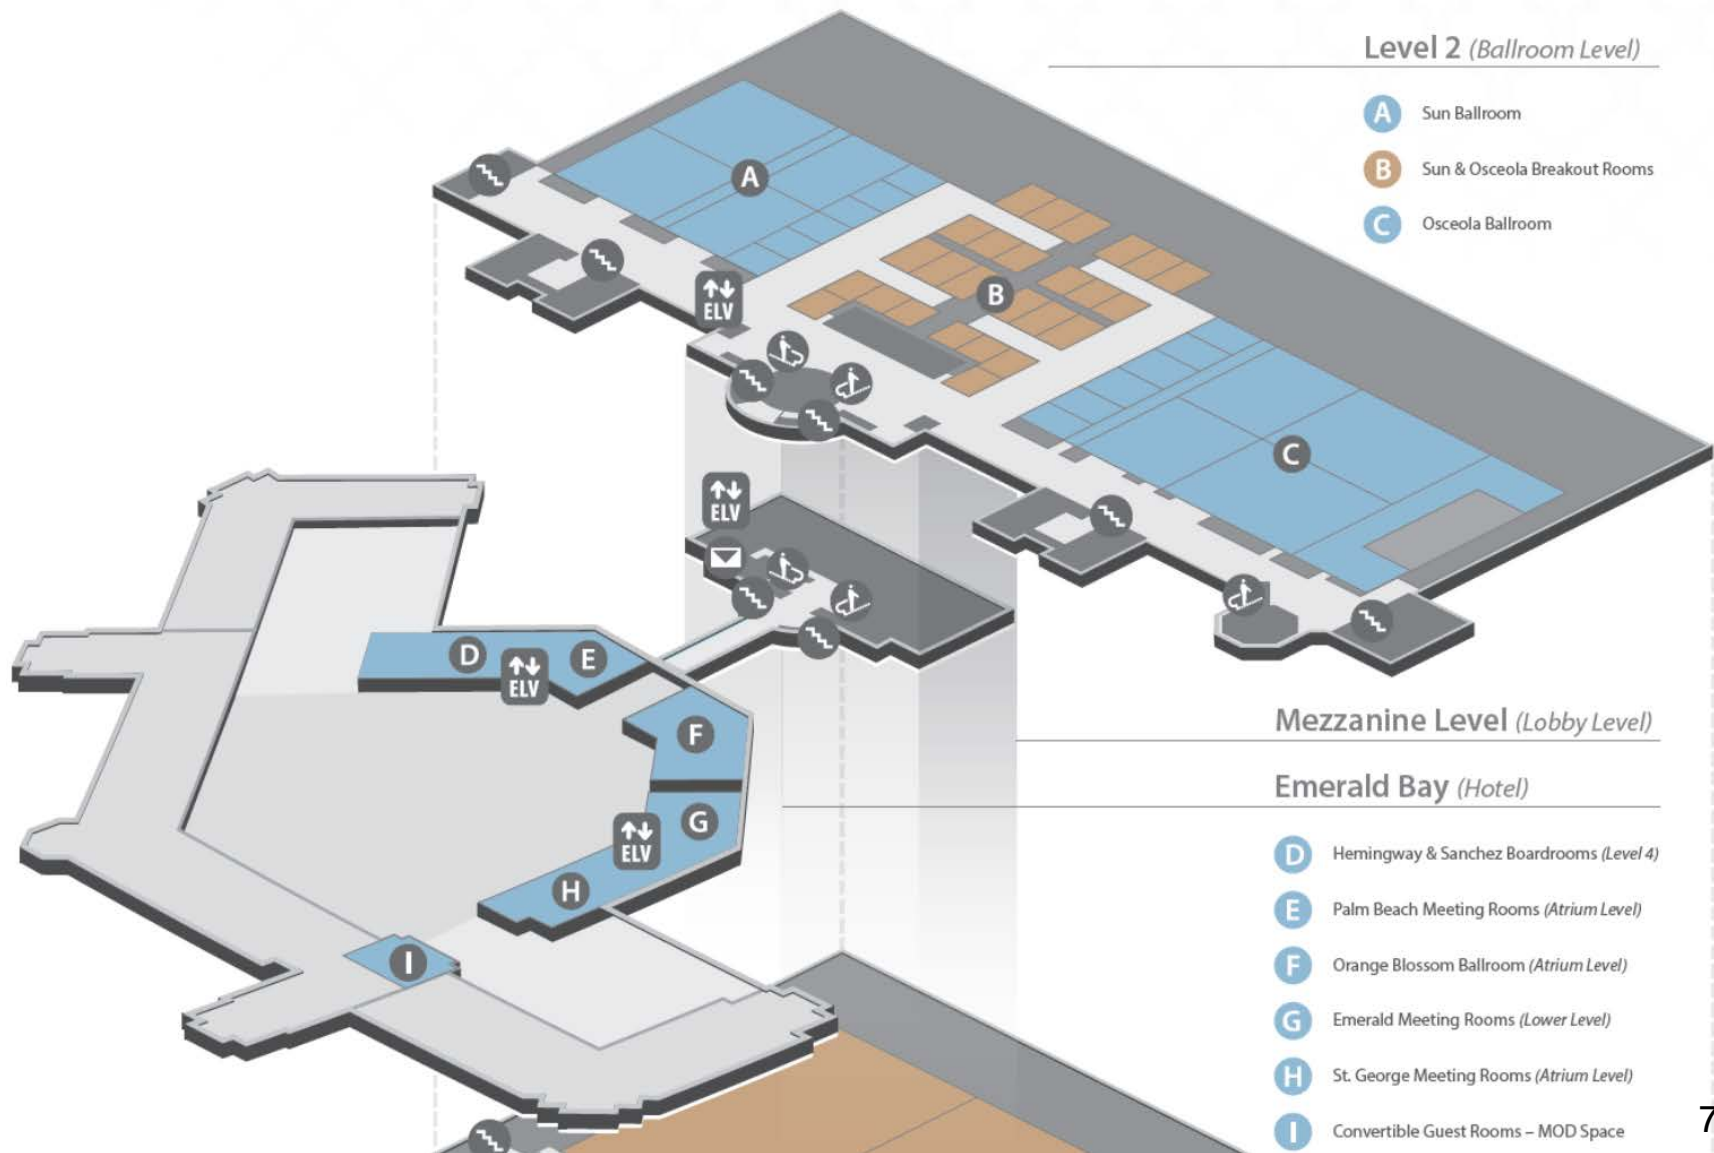 Level 2 (Ballroom Level)
A Sun Ballroom
B Sun & Osceola Breakout Rooms
C Osceola Ballroom
A
B
C
ELV
ELV
Mezzanine Level (Lobby Level)
Emerald Bay (Hotel)
D Hemingway & Sanchez Boardrooms (Level 4)
E Palm Beach Meeting Rooms (Atrium Level)
F Orange Blossom Ballroom (Atrium Level)
G Emerald Meeting Rooms (Lower Level)
H St. George Meeting Rooms (Atrium Level)
I Convertible Guest Rooms – MOD Space
D
ELV
E
F
G
ELV
H
I
7